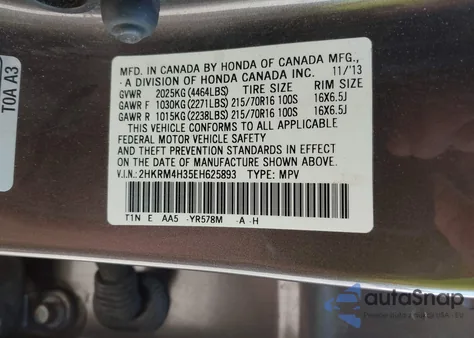 TOA A3
MFD. IN CANADA BY HONDA OF CANADA MFG.,
A DIVISION OF HONDA CANADA INC. 11/'13
GVWR 2025KG (4464LBS) TIRE SIZE RIM SIZE
GAWR F 1030KG (2271LBS) 215/70R16 100S 16X6.5J
GAWR R 1015KG (2238LBS) 215/70R16 100S 16X6.5J
THIS VEHICLE CONFORMS TO ALL APPLICABLE
FEDERAL MOTOR VEHICLE SAFETY
AND THEFT PREVENTION STANDARDS IN EFFECT
ON THE DATE OF MANUFACTURE SHOWN ABOVE.
V.I.N.: 2HKRM4H35EH625893 TYPE: MPV
T1N E AA5 -YR578M -A -H
autoSnap